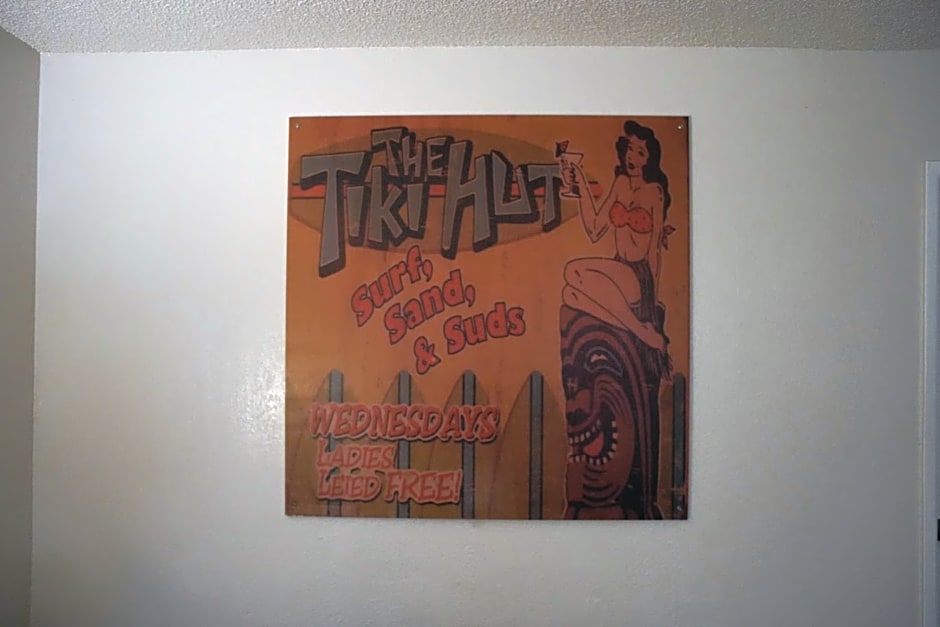 THE
TIKI HUT
Surf,
Sand,
& Suds
WEDNESDAYS
LADIES
LEIED FREE!